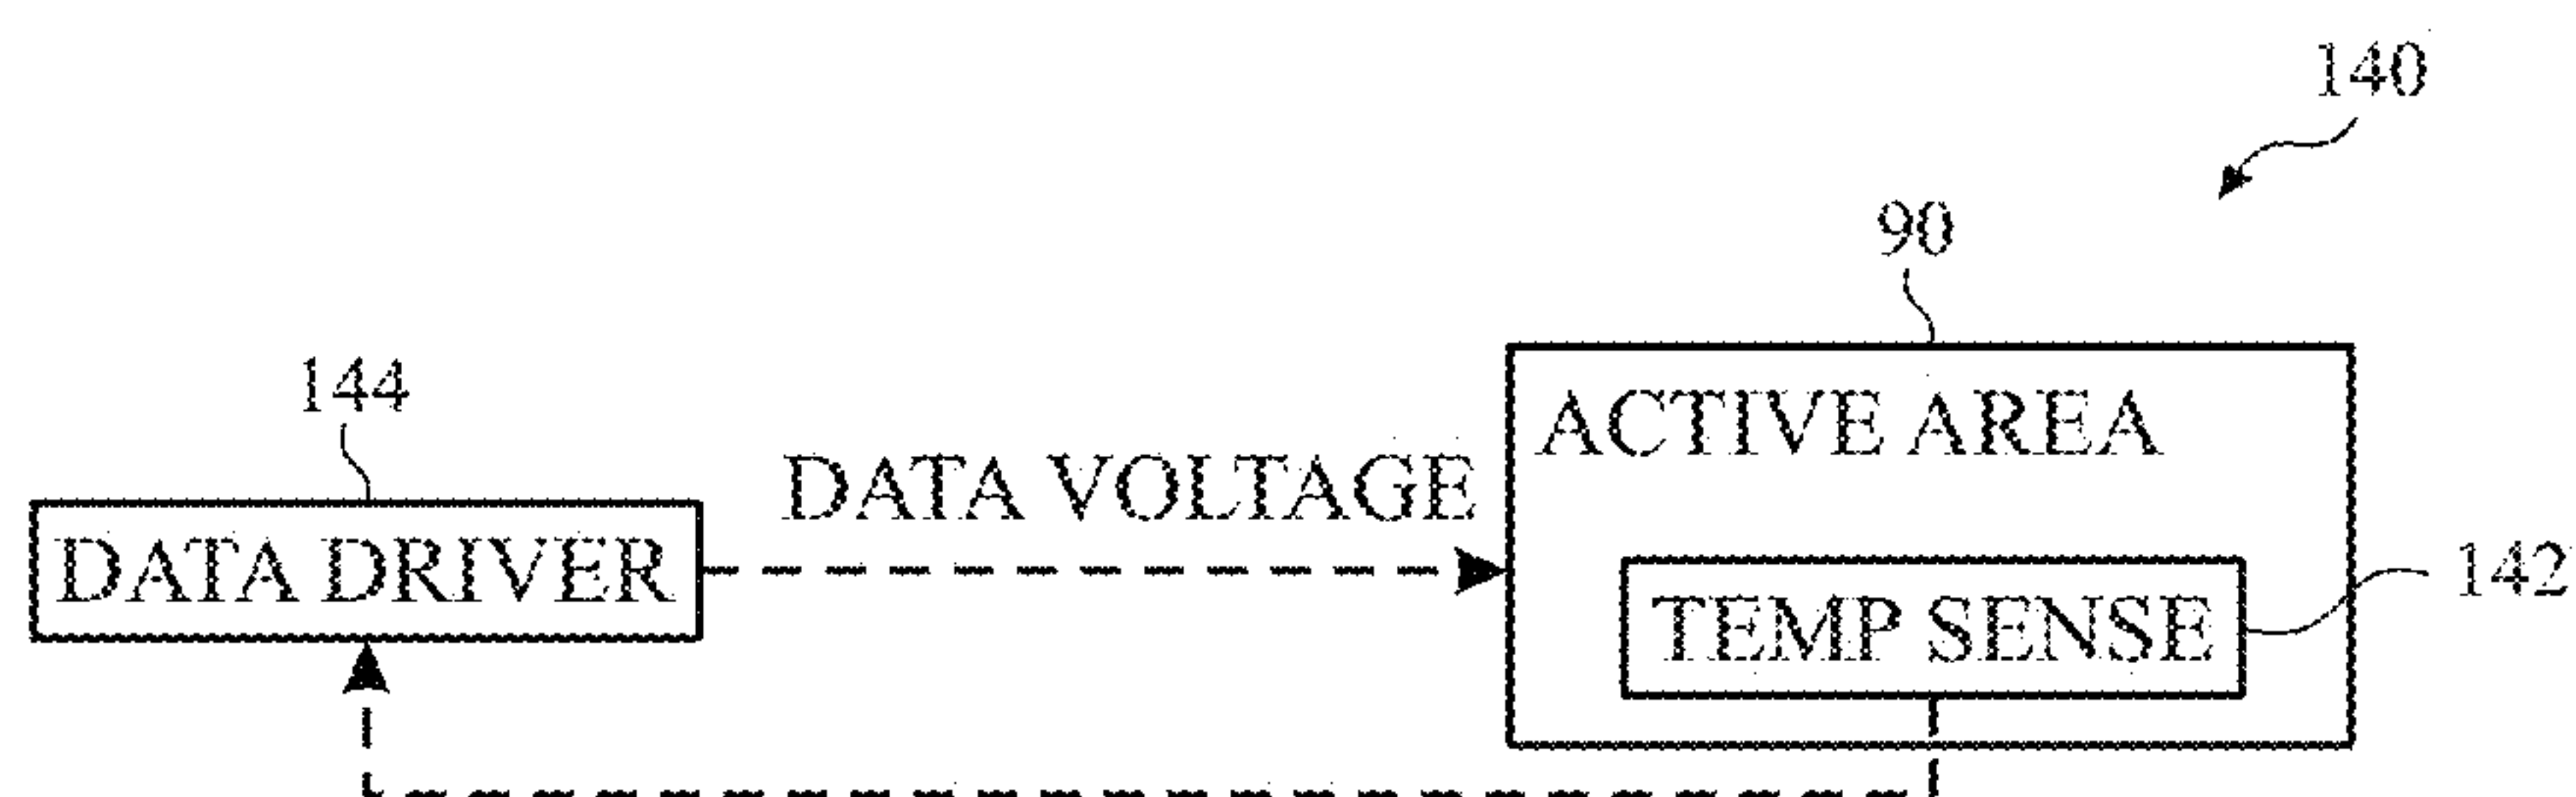 140
90
144
ACTIVE AREA
DATA VOLTAGE
DATA DRIVER
142
TEMP SENSE